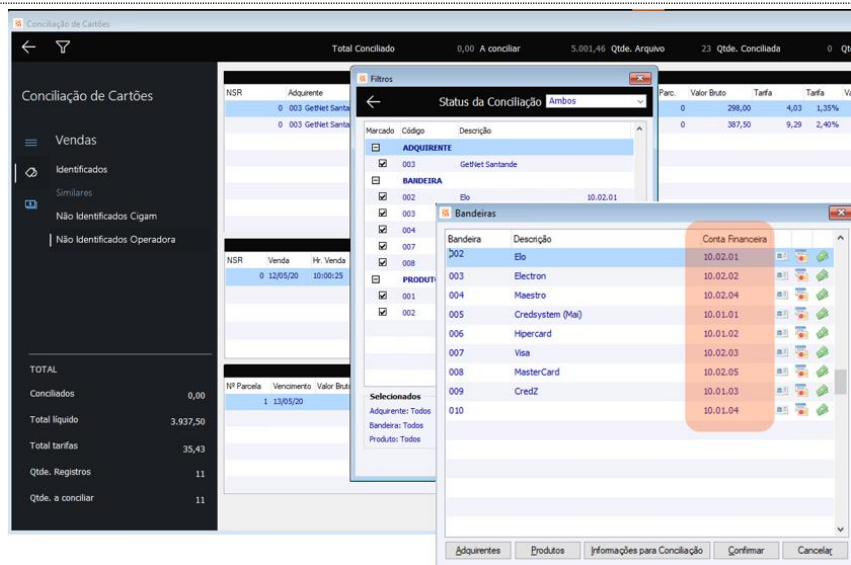 Conciliação de Cartões
Total Conciliado 0,00 A conciliar 5.001,46 Qtde. Arquivo 23 Qtde. Conciliada 0
Conciliação de Cartões
Vendas
Identificados
Similares
Não Identificados Cigam
Não Identificados Operadora
TOTAL
Conciliados 0,00
Total líquido 3.937,50
Total tarifas 35,43
Qtde. Registros 11
Qtde. a conciliar 11
NSR Adquirente Parc. Valor Bruto Tarifa Tarifa
0 003 GetNet Santa 0 298,00 4,03 1,35%
0 003 GetNet Santa 0 387,50 9,29 2,40%
NSR Venda Hr. Venda
0 12/05/20 10:00:25
Nº Parcela Vencimento Valor Bruto
1 13/05/20
Filtros
Status da Conciliação Ambos
Marcado Código Descrição
ADQUIRENTE
003 GetNet Santande
BANDEIRA
002 Elo 10.02.01
003
004
007
008
PRODUT
001
002
Selecionados
Adquirente: Todos
Bandeira: Todos
Produto: Todos
Bandeiras
Bandeira Descrição Conta Financeira
002 Elo 10.02.01
003 Electron 10.02.02
004 Maestro 10.02.04
005 Credsystem (Mai) 10.01.01
006 Hipercard 10.01.02
007 Visa 10.02.03
008 MasterCard 10.02.05
009 CredZ 10.01.03
010 10.01.04
Adquirentes Produtos Informações para Conciliação Confirmar Cancelar